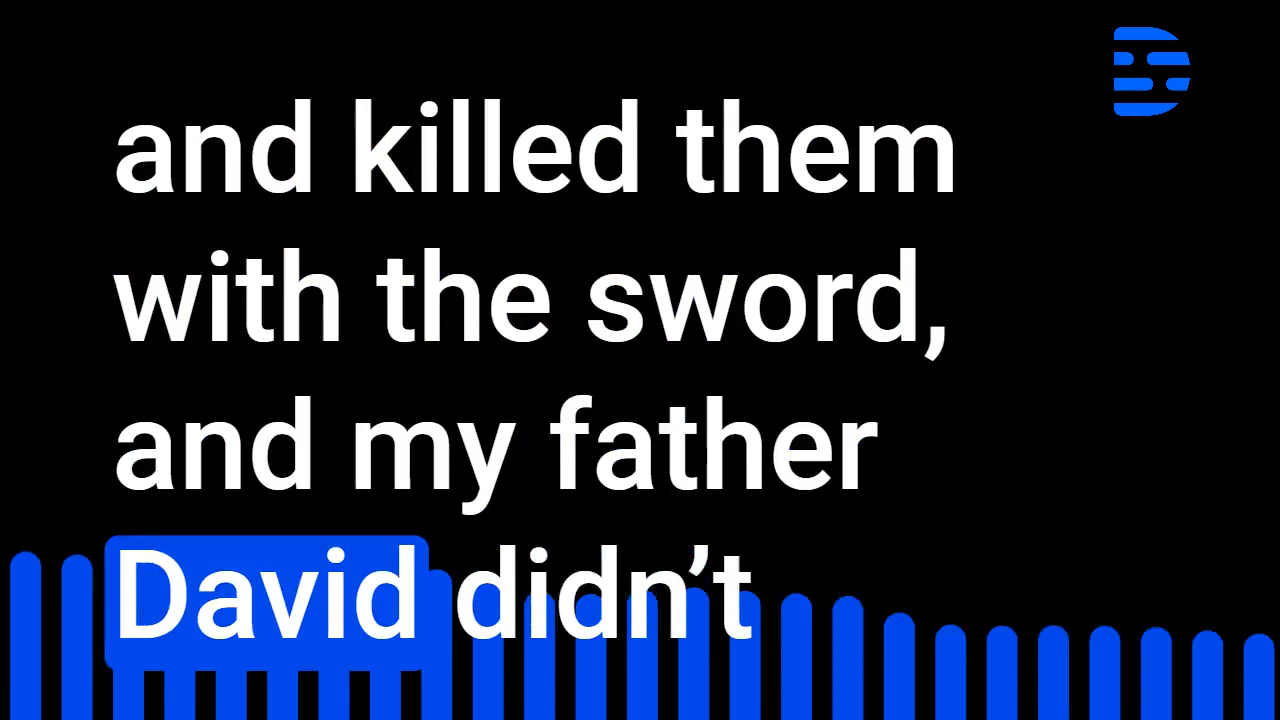 and killed them
with the sword,
and my father
David didn’t